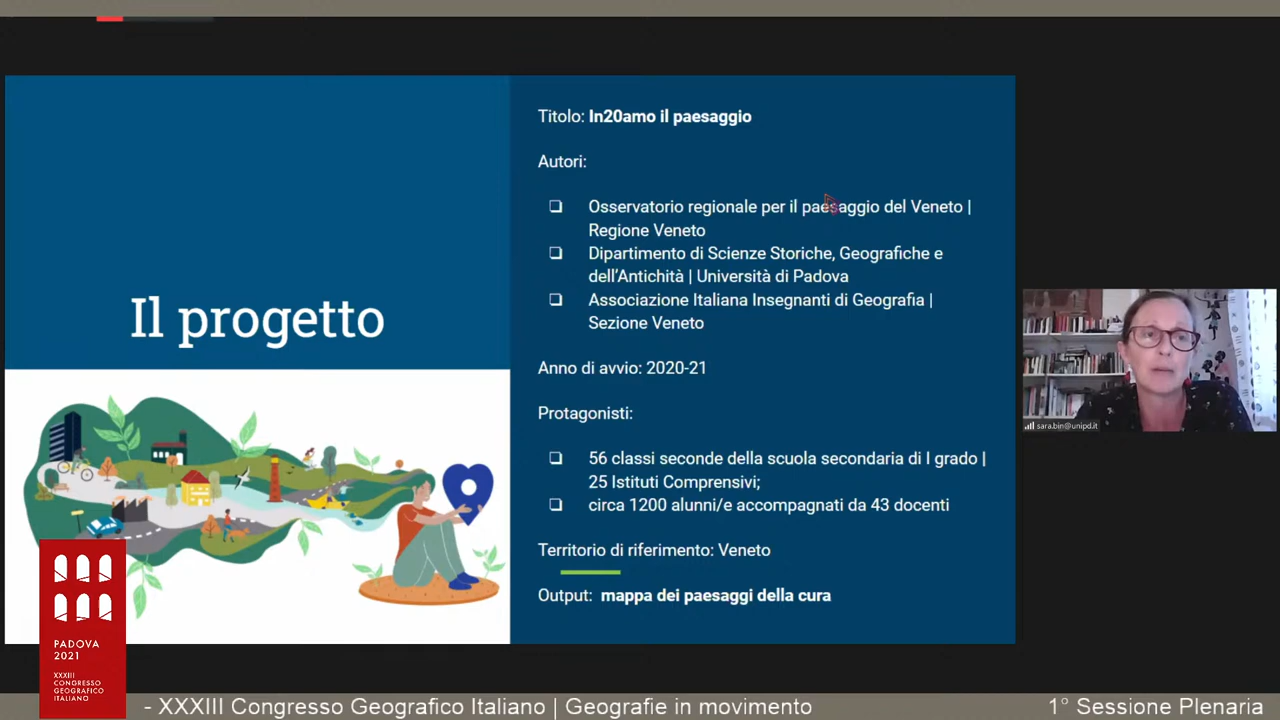 Titolo: In20amo il paesaggio
Autori:
Osservatorio regionale per il paesaggio del Veneto |
Regione Veneto
Dipartimento di Scienze Storiche, Geografiche e
dell'Antichità | Università di Padova
Associazione Italiana Insegnanti di Geografia |
Sezione Veneto
Il progetto
Anno di avvio: 2020-21
Protagonisti:
56 classi seconde della scuola secondaria di I grado |
25 Istituti Comprensivi;
circa 1200 alunni/e accompagnati da 43 docenti
Territorio di riferimento: Veneto
Output: mappa dei paesaggi della cura
sara.bin@unipd.it
PADOVA
2021
XXXIII
CONGRESSO
GEOGRAFICO
ITALIANO
- XXXIII Congresso Geografico Italiano | Geografie in movimento
1° Sessione Plenaria